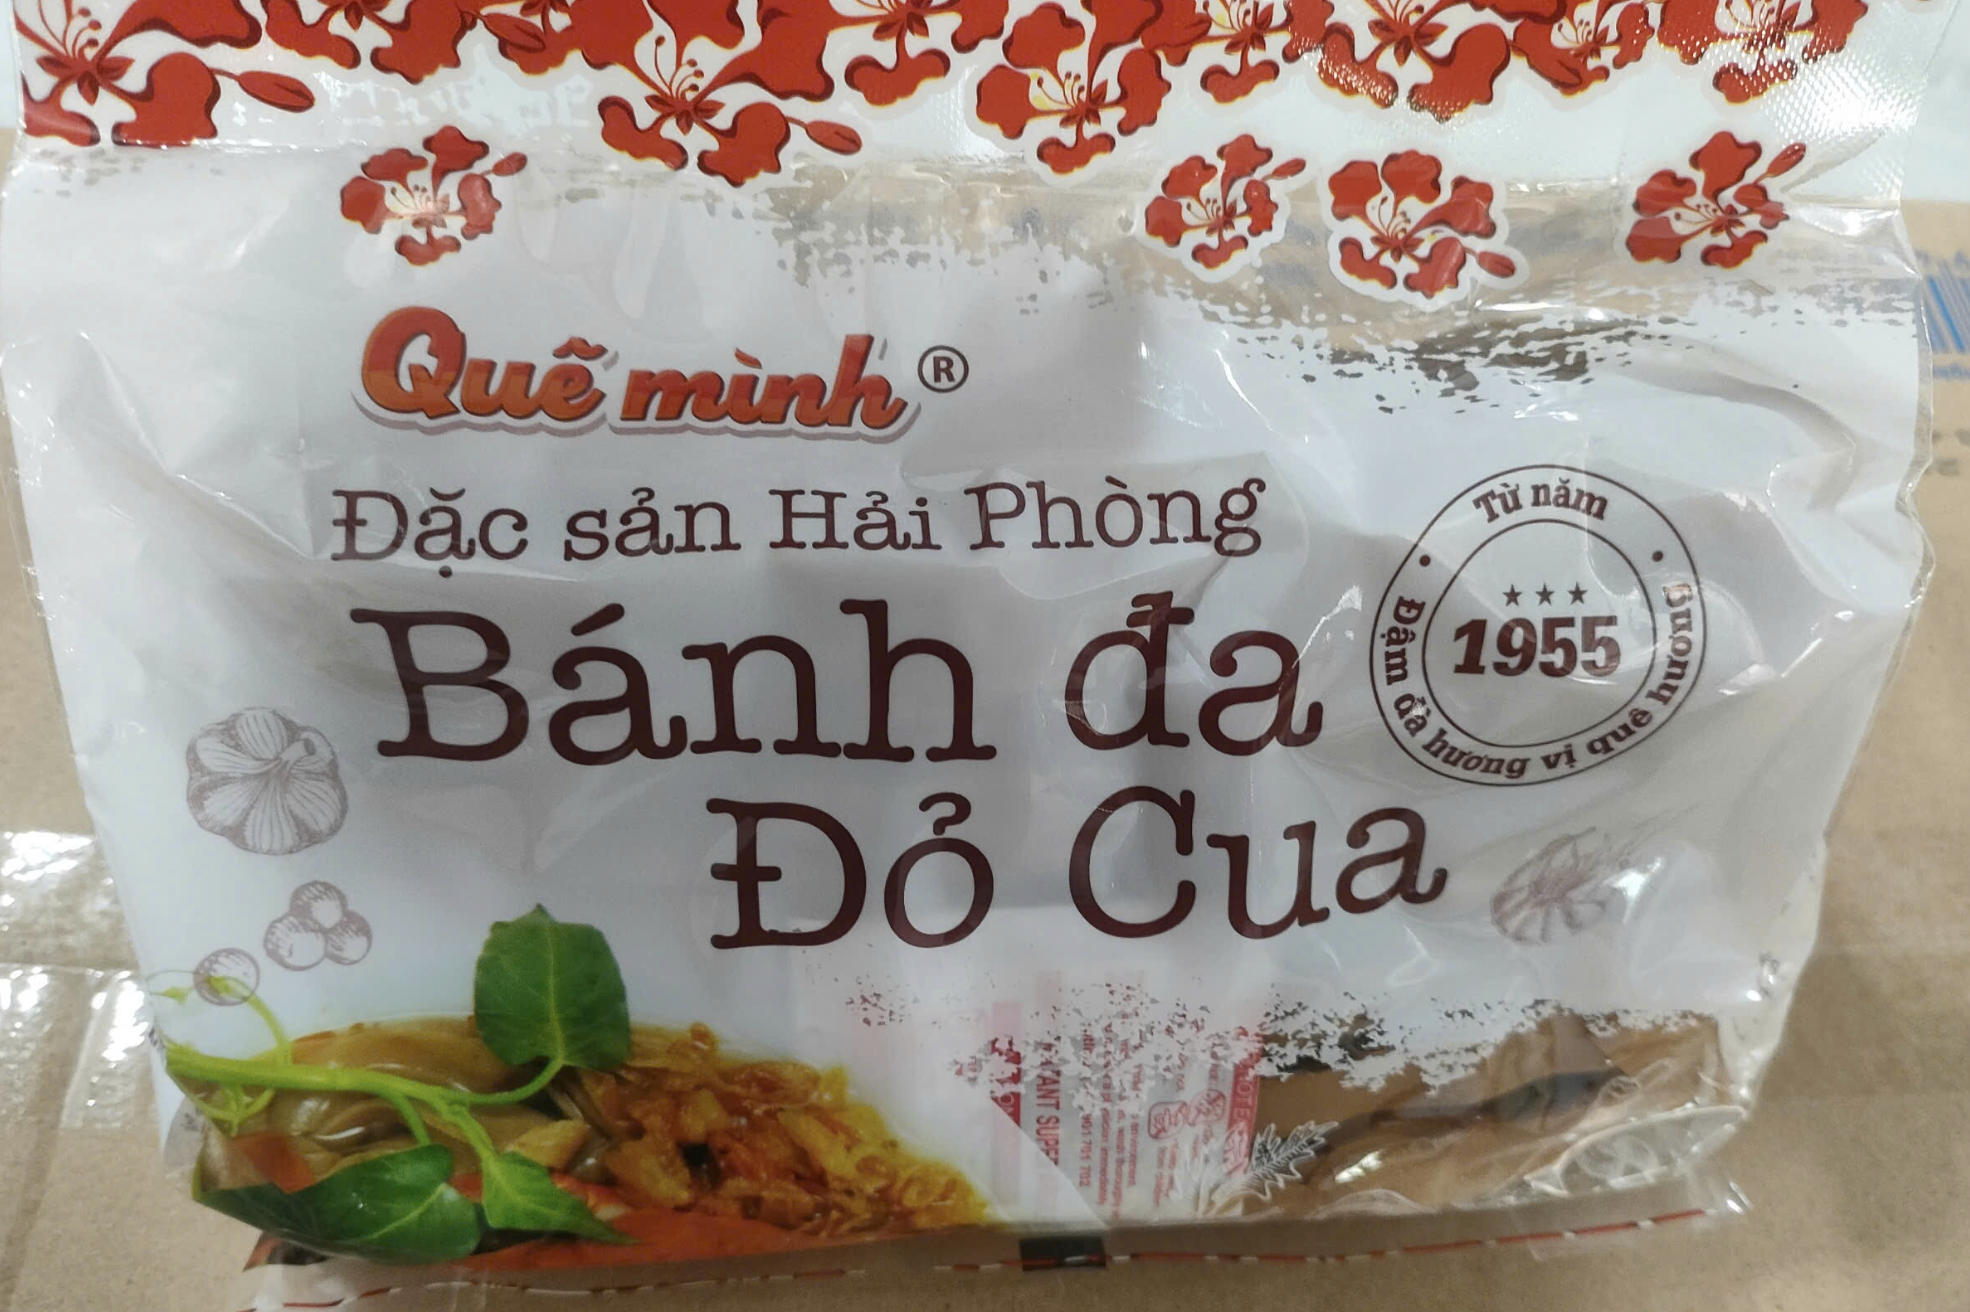 Quê mình ®
Đặc sản Hải Phòng
Bánh đa
Đỏ Cua
Từ năm
1955
Đậm đà hương vị quê hương